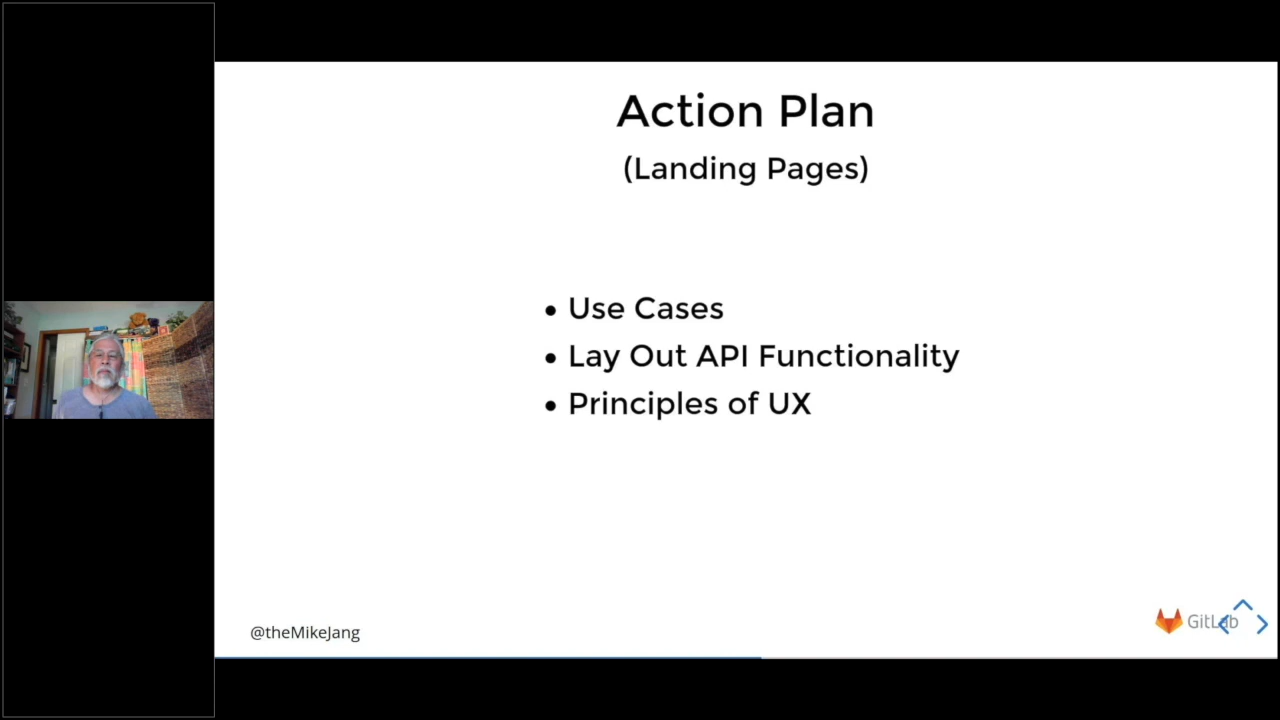 Action Plan
(Landing Pages)
• Use Cases
• Lay Out API Functionality
• Principles of UX
@theMikeJang
GitLab